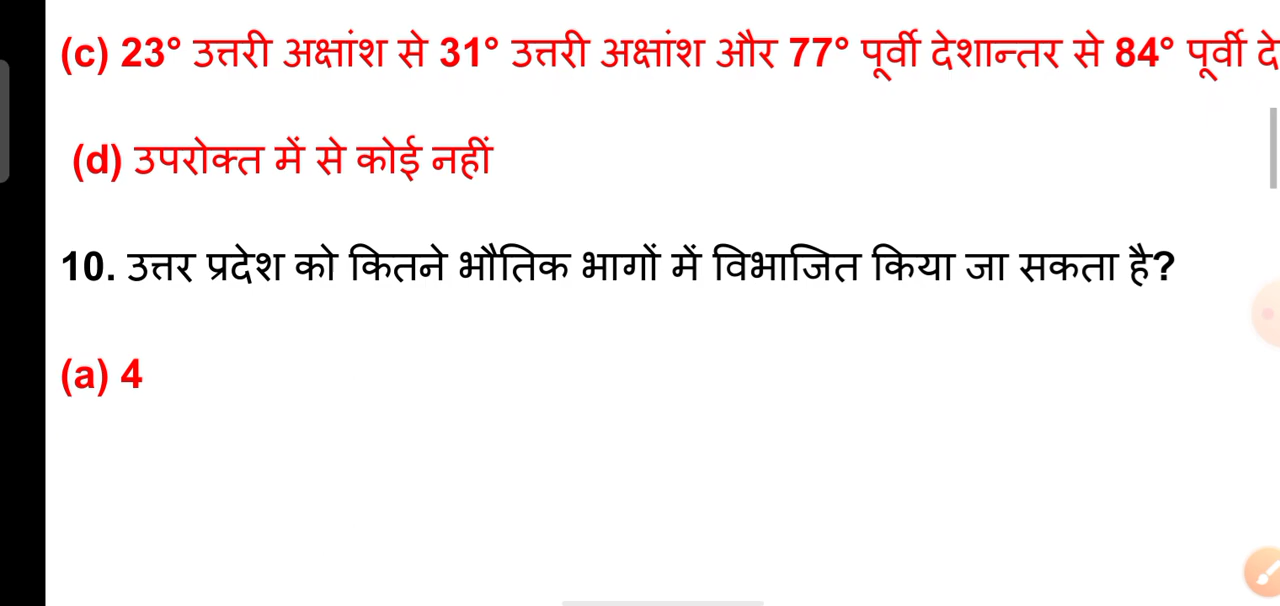 (c) 23° उत्तरी अक्षांश से 31° उत्तरी अक्षांश और 77° पूर्वी देशान्तर से 84° पूर्वी दे
(d) उपरोक्त में से कोई नहीं
10. उत्तर प्रदेश को कितने भौतिक भागों में विभाजित किया जा सकता है?
(a) 4